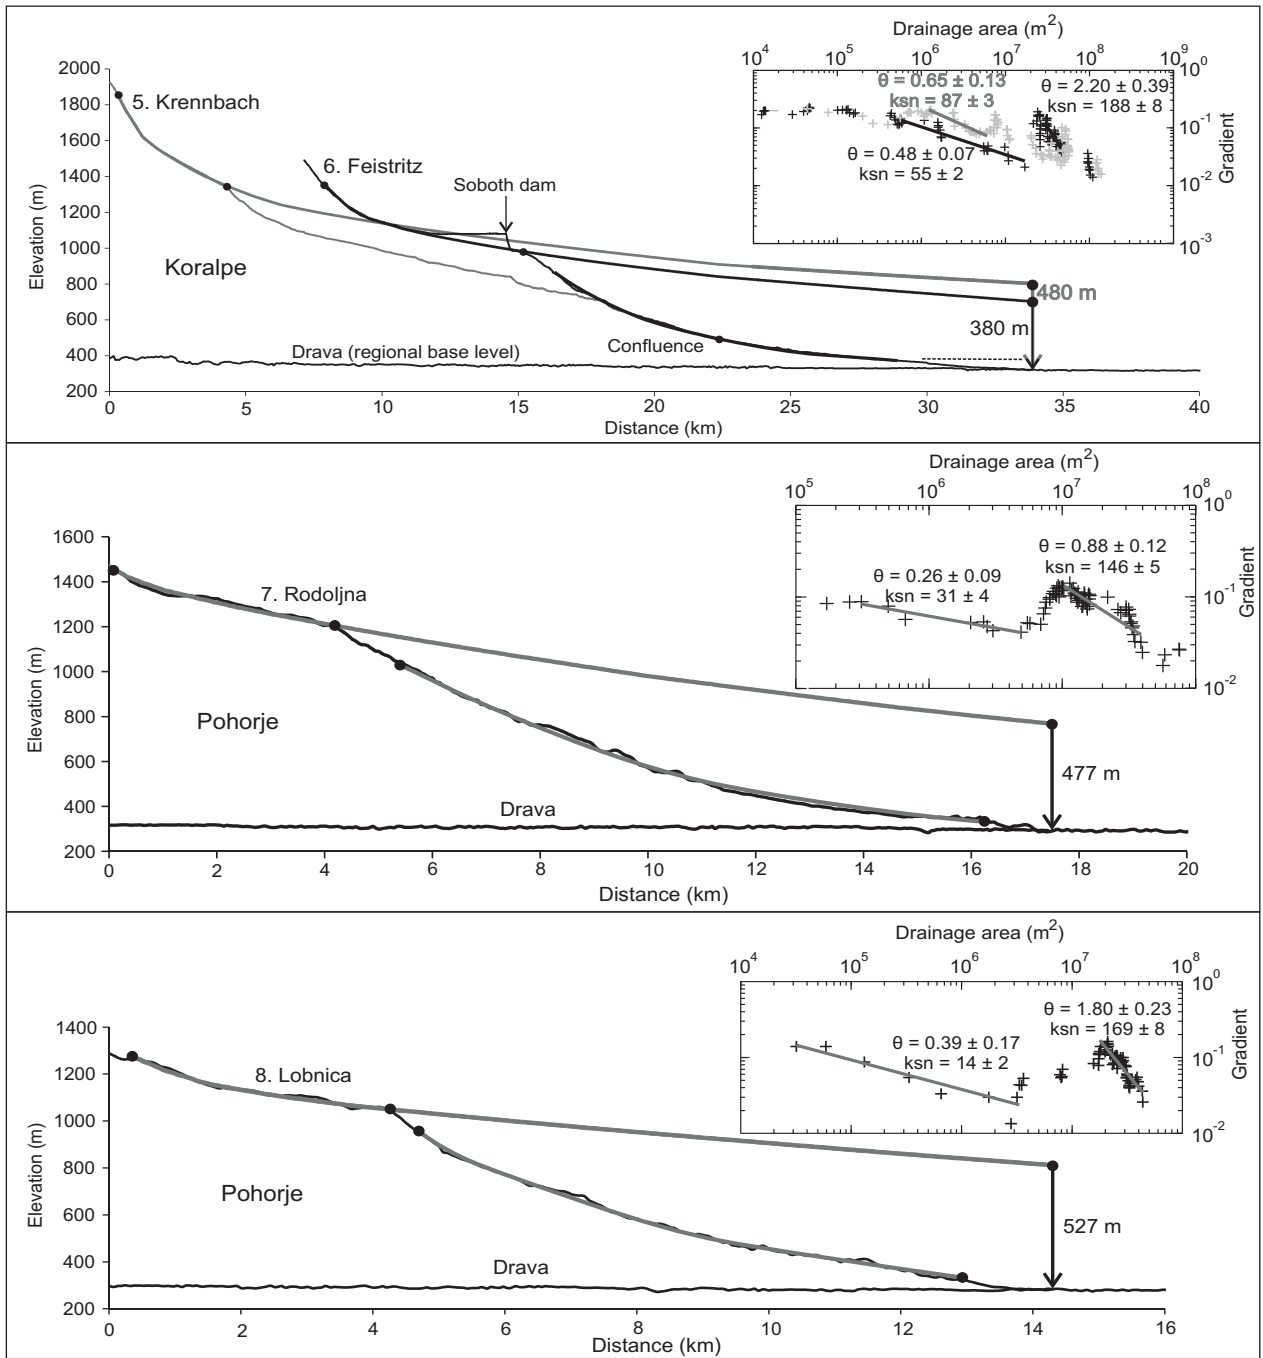 Drainage area (m2)
10^4 10^5 10^6 10^7 10^8 10^9
10^0
10^-1
10^-2
10^-3
Gradient
θ = 0.65 ± 0.13
ksn = 87 ± 3
θ = 2.20 ± 0.39
ksn = 188 ± 8
θ = 0.48 ± 0.07
ksn = 55 ± 2
2000
1800
1600
1400
1200
1000
800
600
400
200
Elevation (m)
5. Krennbach
6. Feistritz
Soboth dam
Koralpe
480 m
380 m
Drava (regional base level)
Confluence
0 5 10 15 20 25 30 35 40
Distance (km)
Drainage area (m2)
10^5 10^6 10^7 10^8
10^0
10^-1
10^-2
Gradient
θ = 0.88 ± 0.12
ksn = 146 ± 5
θ = 0.26 ± 0.09
ksn = 31 ± 4
1600
1400
1200
1000
800
600
400
200
Elevation (m)
7. Rodoljna
Pohorje
477 m
Drava
0 2 4 6 8 10 12 14 16 18 20
Distance (km)
Drainage area (m2)
10^4 10^5 10^6 10^7 10^8
10^0
10^-1
10^-2
Gradient
θ = 1.80 ± 0.23
ksn = 169 ± 8
θ = 0.39 ± 0.17
ksn = 14 ± 2
1400
1200
1000
800
600
400
200
Elevation (m)
8. Lobnica
Pohorje
527 m
Drava
0 2 4 6 8 10 12 14 16
Distance (km)